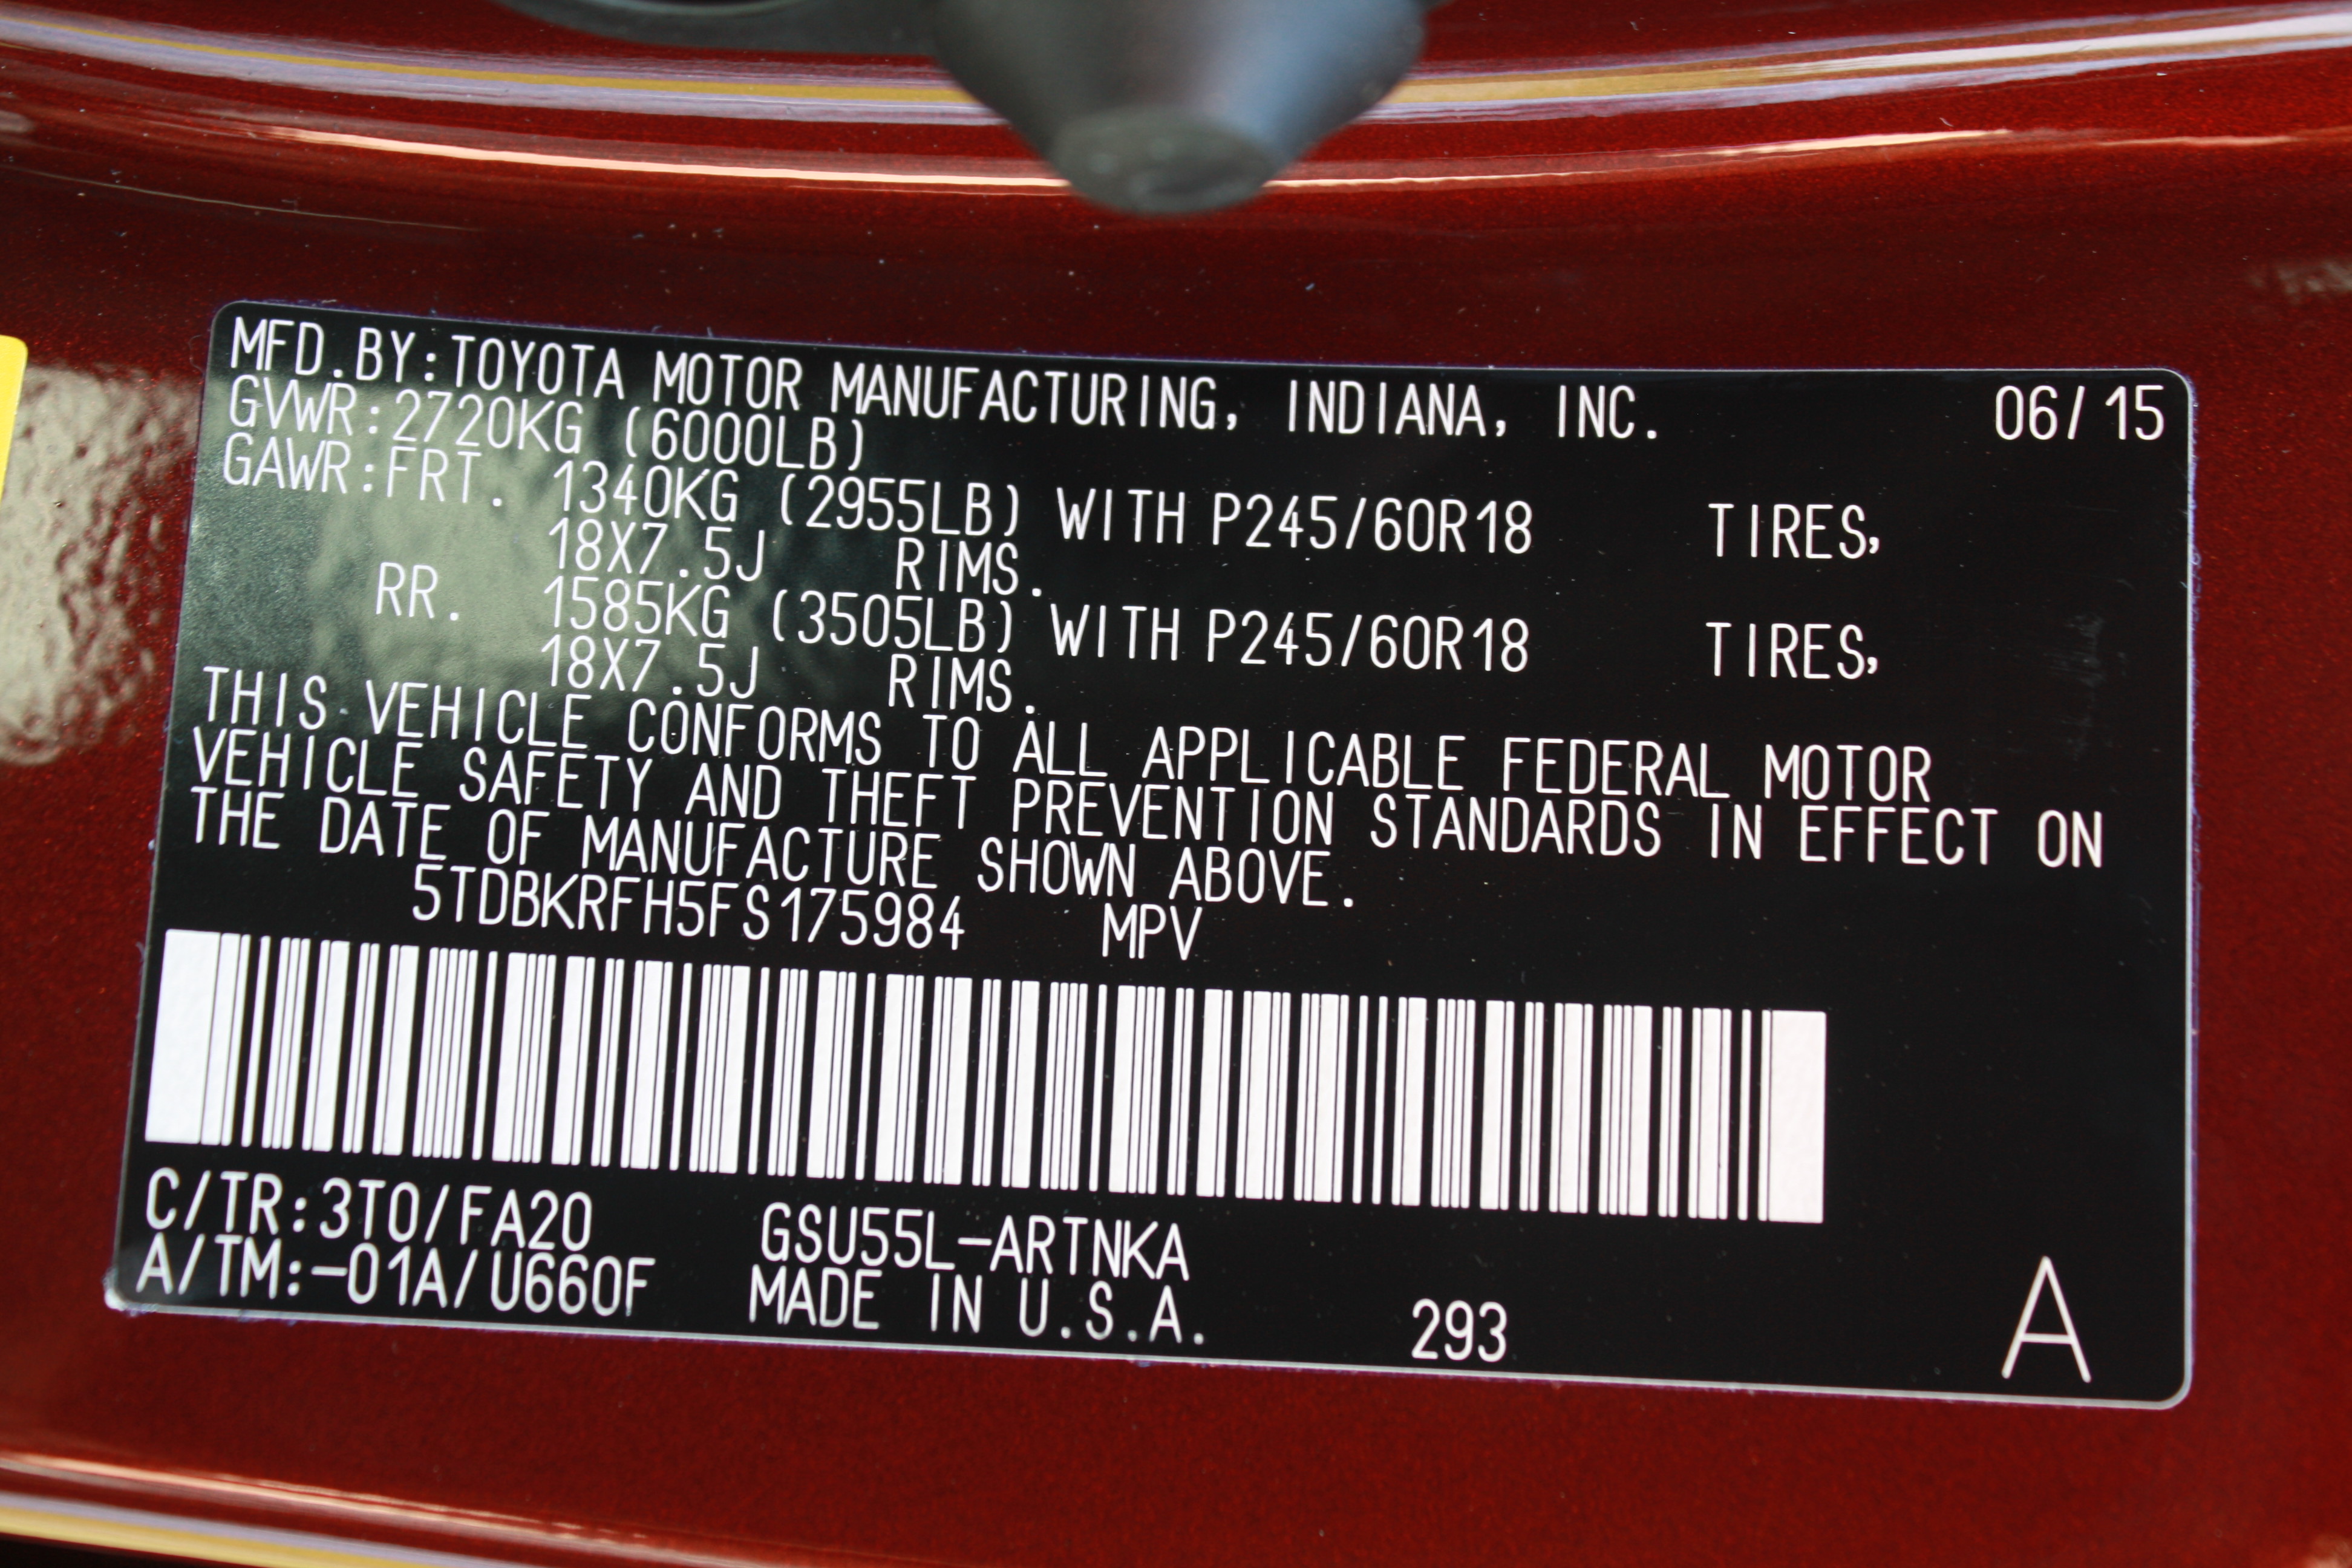 MFD.BY:TOYOTA MOTOR MANUFACTURING, INDIANA, INC. 06/15
GVWR:2720KG (6000LB)
GAWR:FRT. 1340KG (2955LB) WITH P245/60R18 TIRES,
18X7.5J RIMS.
RR. 1585KG (3505LB) WITH P245/60R18 TIRES,
18X7.5J RIMS.
THIS VEHICLE CONFORMS TO ALL APPLICABLE FEDERAL MOTOR
VEHICLE SAFETY AND THEFT PREVENTION STANDARDS IN EFFECT ON
THE DATE OF MANUFACTURE SHOWN ABOVE.
5TDBKRFH5FS175984 MPV
C/TR:3T0/FA20 GSU55L-ARTNKA
A/TM:-01A/U660F MADE IN U.S.A. 293 A